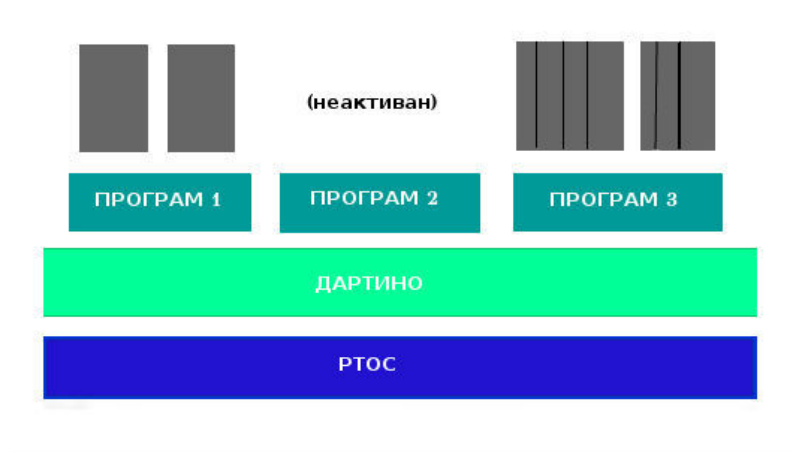 (неактиван)
ПРОГРАМ 1
ПРОГРАМ 2
ПРОГРАМ 3
ДАРТИНО
РТОС